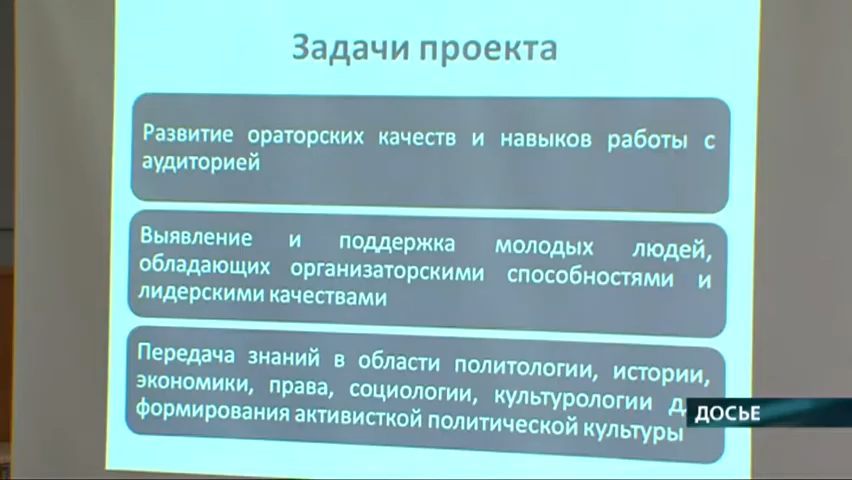 Задачи проекта
Развитие ораторских качеств и навыков работы с
аудиторией
Выявление и поддержка молодых людей,
обладающих организаторскими способностями и
лидерскими качествами
Передача знаний в области политологии, истории,
экономики, права, социологии, культурологии
формирования активисткой политической культуры
ДОСЬЕ